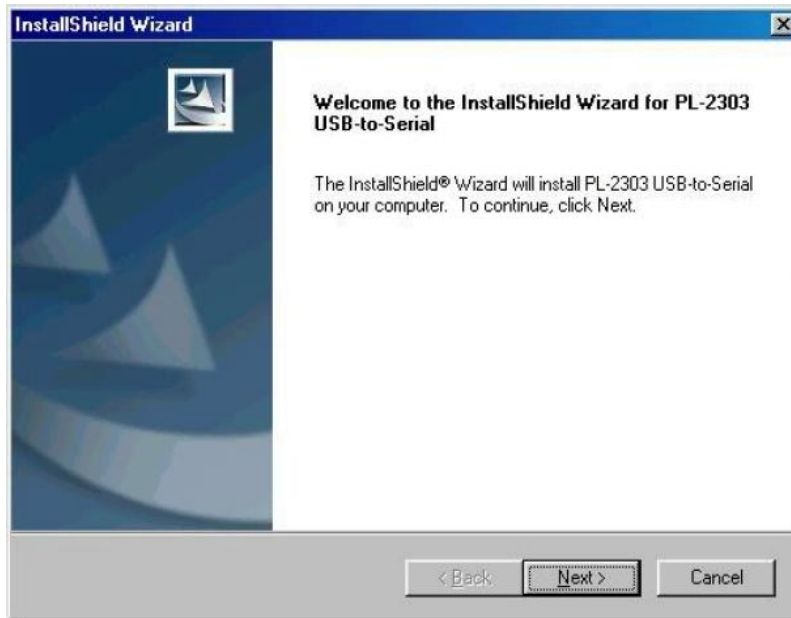 InstallShield Wizard
Welcome to the InstallShield Wizard for PL-2303
USB-to-Serial
The InstallShield® Wizard will install PL-2303 USB-to-Serial
on your computer. To continue, click Next.
< Back
Next >
Cancel